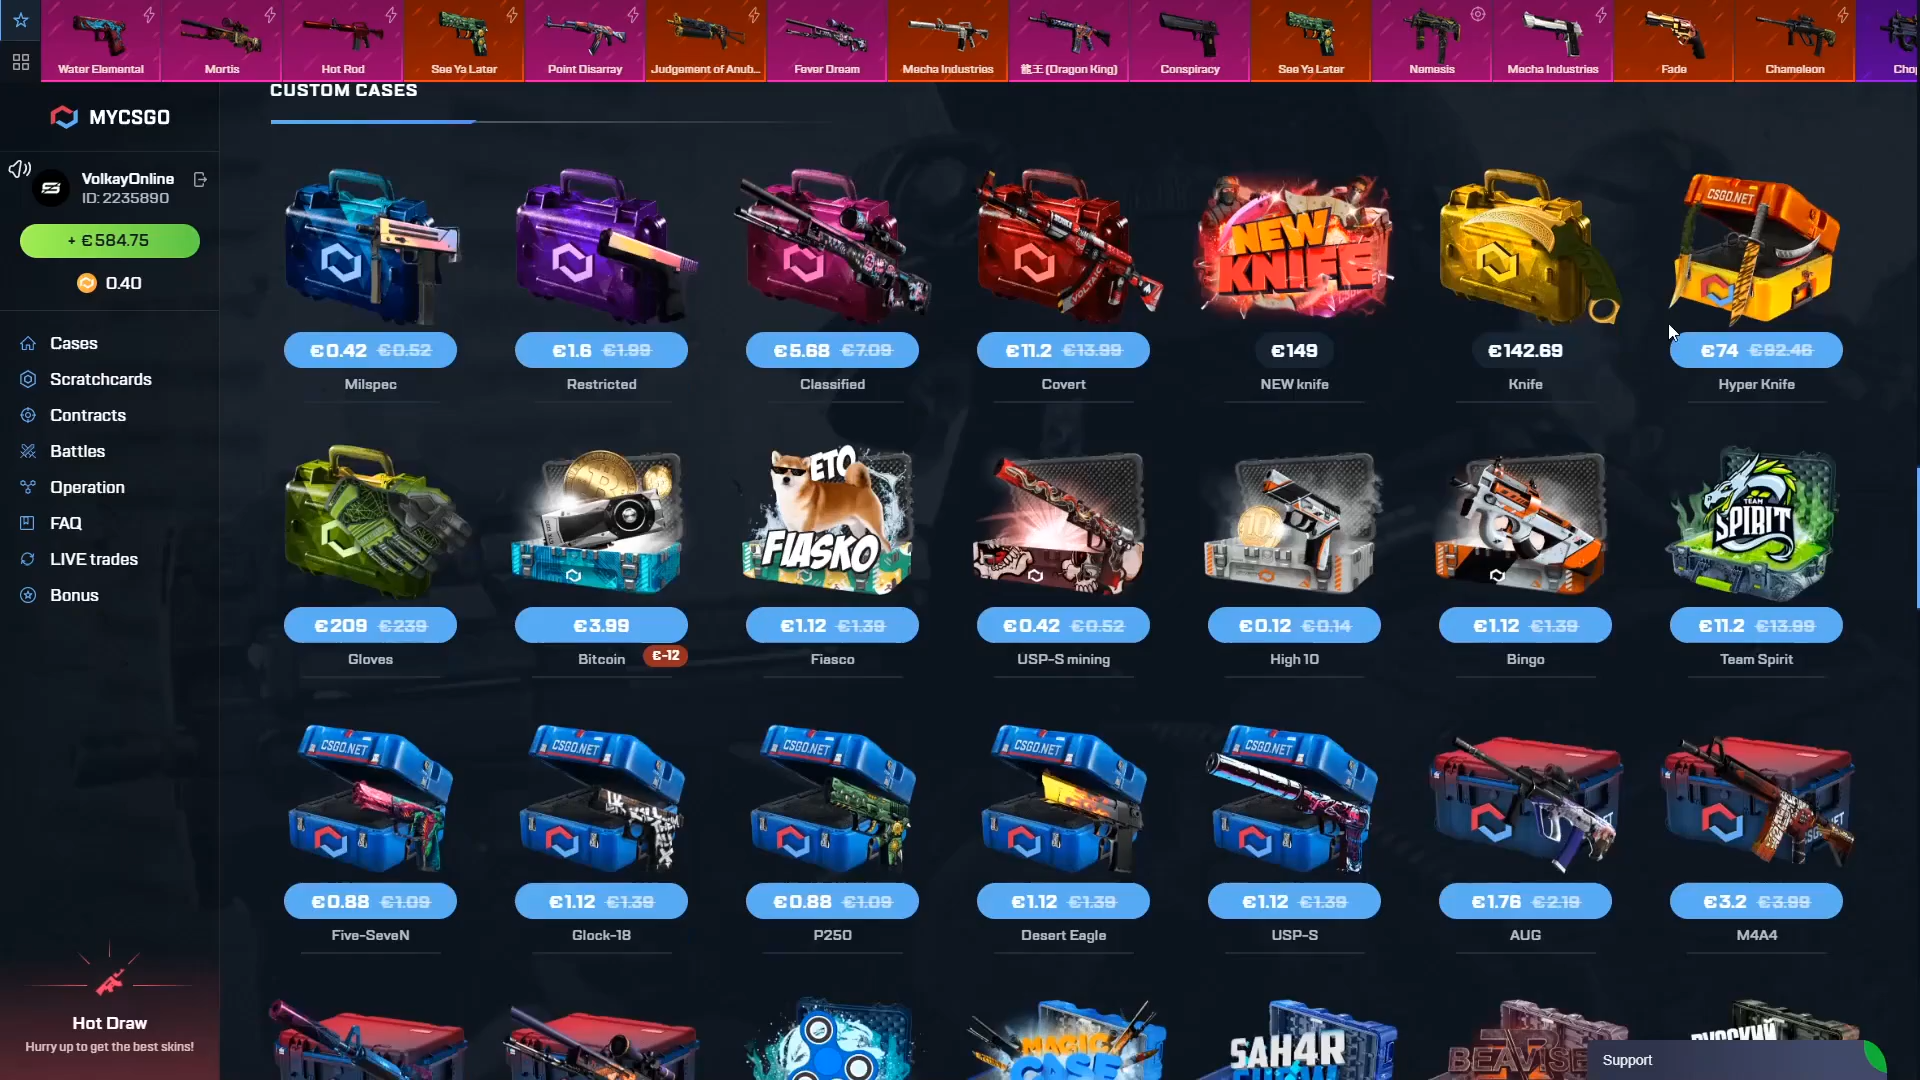 Water Elemental
Mortis
Hot Rod
See Ya Later
Point Disarray
Judgement of Anub...
Fever Dream
Mecha Industries
龍王 (Dragon King)
Conspiracy
See Ya Later
Nemesis
Mecha Industries
Fade
Chameleon
Cho
MYCSGO
VolkayOnline
ID: 2235890
+ €584.75
0.40
Cases
Scratchcards
Contracts
Battles
Operation
FAQ
LIVE trades
Bonus
Hot Draw
Hurry up to get the best skins!
CUSTOM CASES
NEW
KNIFE
CSGO.NET
€0.42 €0.52
€1.6 €1.99
€5.68 €7.09
€11.2 €13.99
€149
€142.69
€74 €92.46
Milspec
Restricted
Classified
Covert
NEW knife
Knife
Hyper Knife
ETO
FIASKO
TEAM
SPIRIT
€209 €239
€3.99
€1.12 €1.39
€0.42 €0.52
€0.12 €0.14
€1.12 €1.39
€11.2 €13.99
Gloves
Bitcoin
€-12
Fiasco
USP-S mining
High 10
Bingo
Team Spirit
CSGO.NET
CSGO.NET
CSGO.NET
CSGO.NET
CSGO.NET
€0.88 €1.09
€1.12 €1.39
€0.88 €1.09
€1.12 €1.39
€1.12 €1.39
€1.76 €2.19
€3.2 €3.99
Five-SeveN
Glock-18
P250
Desert Eagle
USP-S
AUG
M4A4
MAGIC
CASE
SAH4R
BEAVISE
РУССКИЙ
Support